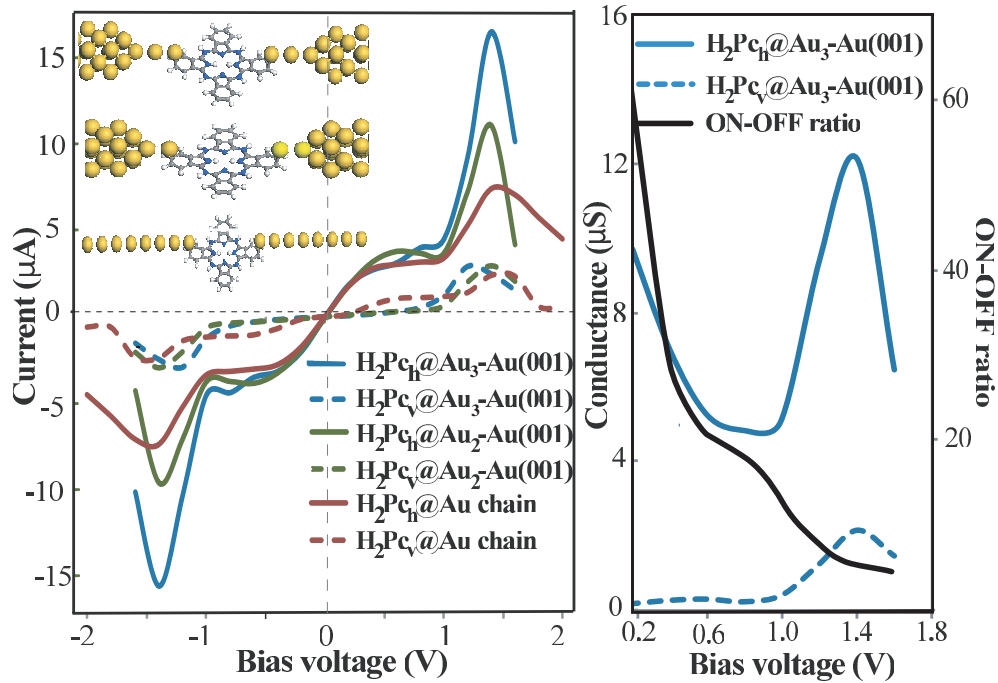 15
10
5
0
-5
-10
-15
Current (μA)
-2
-1
0
1
2
Bias voltage (V)
H2Pch@Au3-Au(001)
H2Pcv@Au3-Au(001)
H2Pch@Au2-Au(001)
H2Pcv@Au2-Au(001)
H2Pch@Au chain
H2Pcv@Au chain
16
12
8
4
0
Conductance (μS)
H2Pch@Au3-Au(001)
H2Pcv@Au3-Au(001)
ON-OFF ratio
60
40
20
ON-OFF ratio
0.2
0.6
1.0
1.4
1.8
Bias voltage (V)